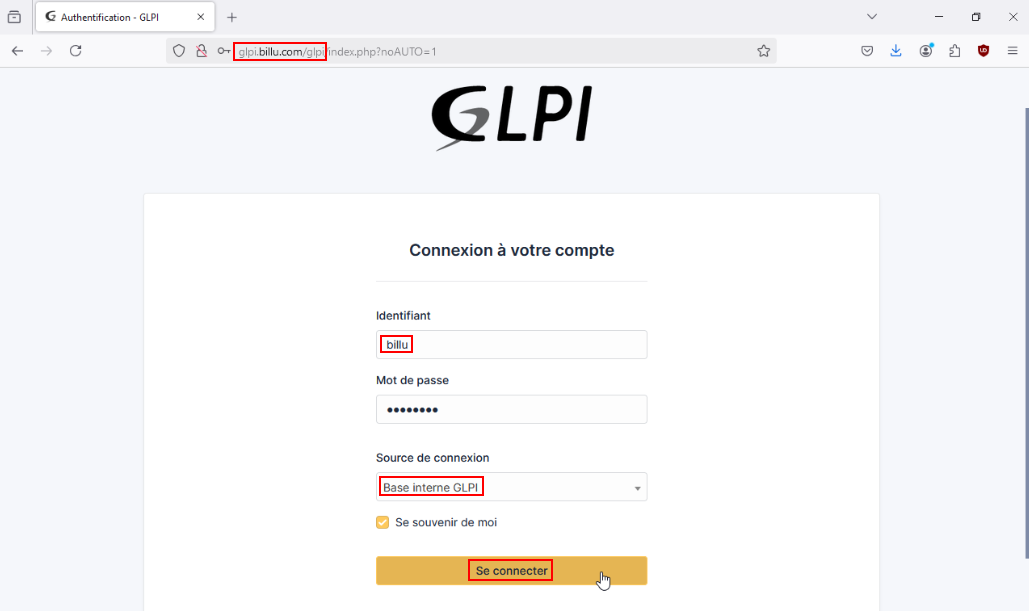 Authentification - GLPI
glpi.billu.com/glpi/index.php?noAUTO=1
GLPI
Connexion à votre compte
Identifiant
billu
Mot de passe
••••••••
Source de connexion
Base interne GLPI
Se souvenir de moi
Se connecter